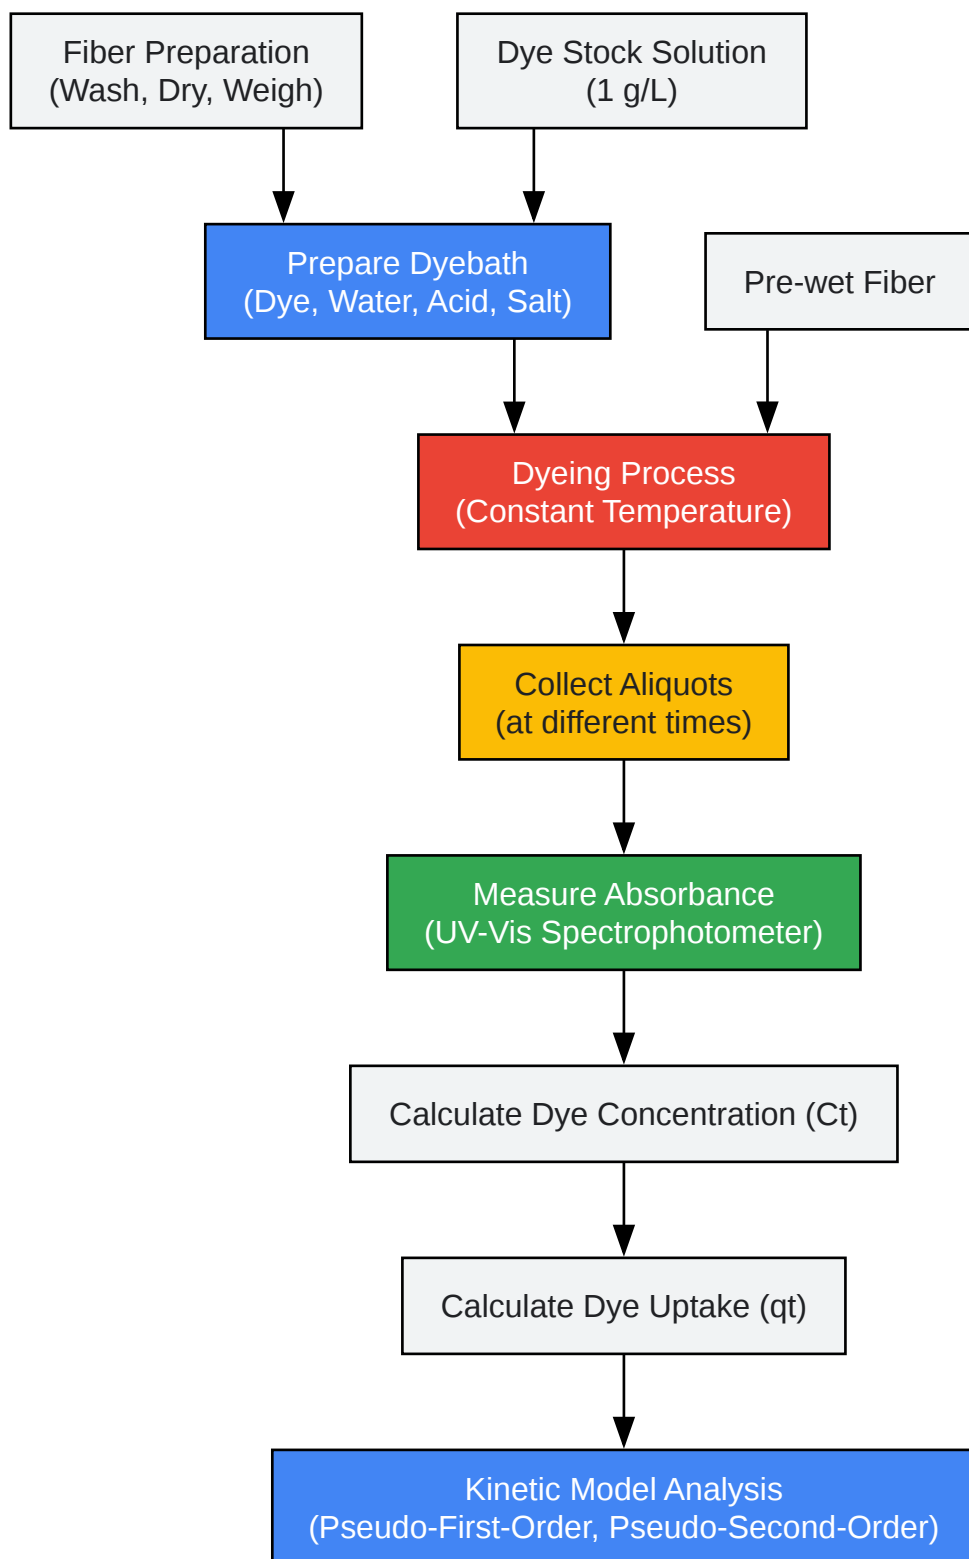 Fiber Preparation
(Wash, Dry, Weigh)
Dye Stock Solution
(1 g/L)
Prepare Dyebath
(Dye, Water, Acid, Salt)
Pre-wet Fiber
Dyeing Process
(Constant Temperature)
Collect Aliquots
(at different times)
Measure Absorbance
(UV-Vis Spectrophotometer)
Calculate Dye Concentration (Ct)
Calculate Dye Uptake (qt)
Kinetic Model Analysis
(Pseudo-First-Order, Pseudo-Second-Order)